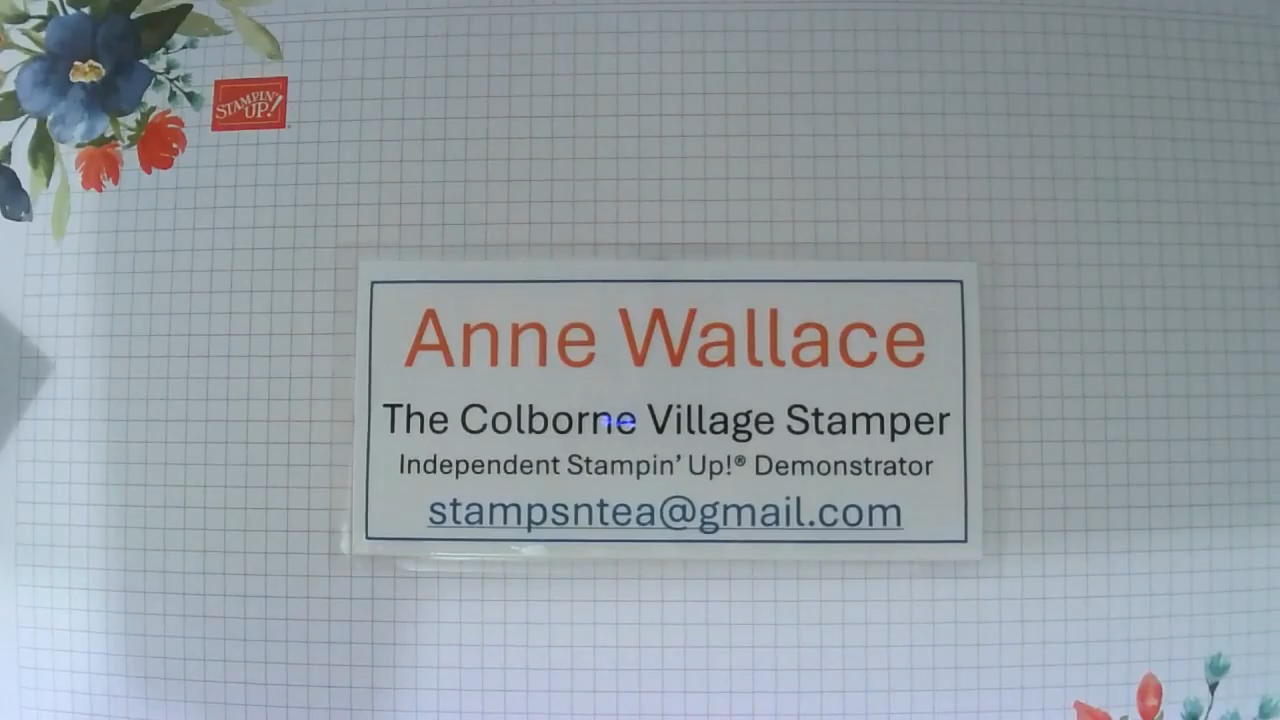 STAMPIN' UP!
Anne Wallace
The Colborne Village Stamper
Independent Stampin' Up!® Demonstrator
stampsntea@gmail.com